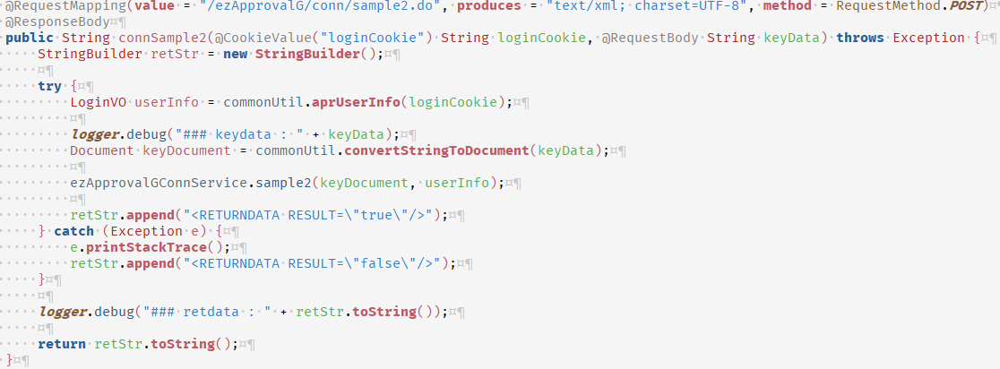 @RequestMapping(value = "/ezApprovalG/conn/sample2.do", produces = "text/xml; charset=UTF-8", method = RequestMethod.POST)
@ResponseBody
public String connSample2(@CookieValue("loginCookie") String loginCookie, @RequestBody String keyData) throws Exception {
    StringBuilder retStr = new StringBuilder();

    try {
        LoginVO userInfo = commonUtil.aprUserInfo(loginCookie);

        logger.debug("### keydata : " + keyData);
        Document keyDocument = commonUtil.convertStringToDocument(keyData);

        ezApprovalGConnService.sample2(keyDocument, userInfo);

        retStr.append("<RETURNDATA RESULT=\"true\"/>");
    } catch (Exception e) {
        e.printStackTrace();
        retStr.append("<RETURNDATA RESULT=\"false\"/>");
    }

    logger.debug("### retdata : " + retStr.toString());

    return retStr.toString();
}